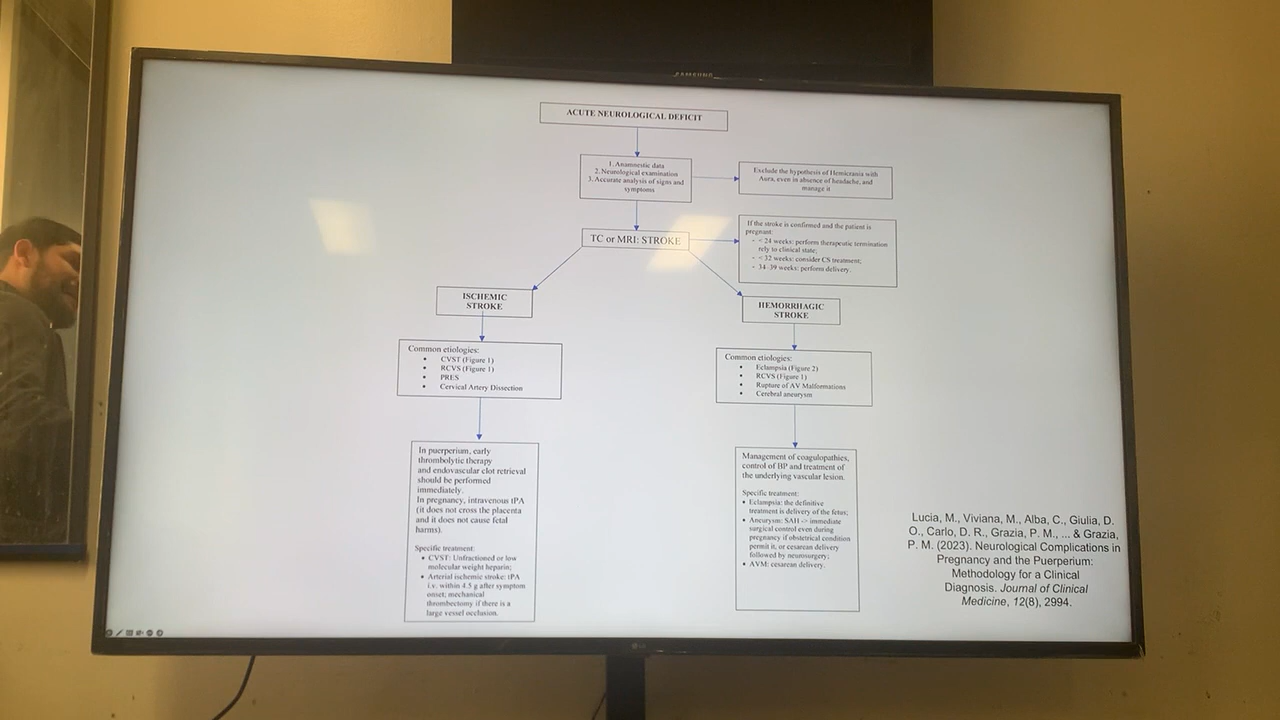 SAMSUNG
ACUTE NEUROLOGICAL DEFICIT
1. Anamnestic data
2. Neurological examination
3. Accurate analysis of signs and
symptoms
Exclude the hypothesis of Hemicrania with
Aura, even in absence of headache, and
manage it
TC or MRI: STROKE
If the stroke is confirmed and the patient is
pregnant:
- < 24 weeks: perform therapeutic termination
rely to clinical state;
- < 32 weeks: consider CS treatment;
- 34-39 weeks: perform delivery.
ISCHEMIC
STROKE
Common etiologies:
• CVST (Figure 1)
• RCVS (Figure 1)
• PRES
• Cervical Artery Dissection
In puerperium, early
thrombolytic therapy
and endovascular clot retrieval
should be performed
immediately.
In pregnancy, intravenous tPA
(it does not cross the placenta
and it does not cause fetal
harms).
Specific treatment:
• CVST: Unfractioned or low
molecular weight heparin;
• Arterial ischemic stroke: tPA
i.v. within 4.5 g after symptom
onset; mechanical
thrombectomy if there is a
large vessel occlusion.
HEMORRHAGIC
STROKE
Common etiologies:
• Eclampsia (Figure 2)
• RCVS (Figure 1)
• Rupture of AV Malformations
• Cerebral aneurysm
Management of coagulopathies,
control of BP and treatment of
the underlying vascular lesion.
Specific treatment:
• Eclampsia: the definitive
treatment is delivery of the fetus;
• Aneurysm: SAH -> immediate
surgical control even during
pregnancy if obstetrical condition
permit it, or cesarean delivery
followed by neurosurgery;
• AVM: cesarean delivery.
Lucia, M., Viviana, M., Alba, C., Giulia, D.
O., Carlo, D. R., Grazia, P. M., ... & Grazia,
P. M. (2023). Neurological Complications in
Pregnancy and the Puerperium:
Methodology for a Clinical
Diagnosis. Journal of Clinical
Medicine, 12(8), 2994.
LG